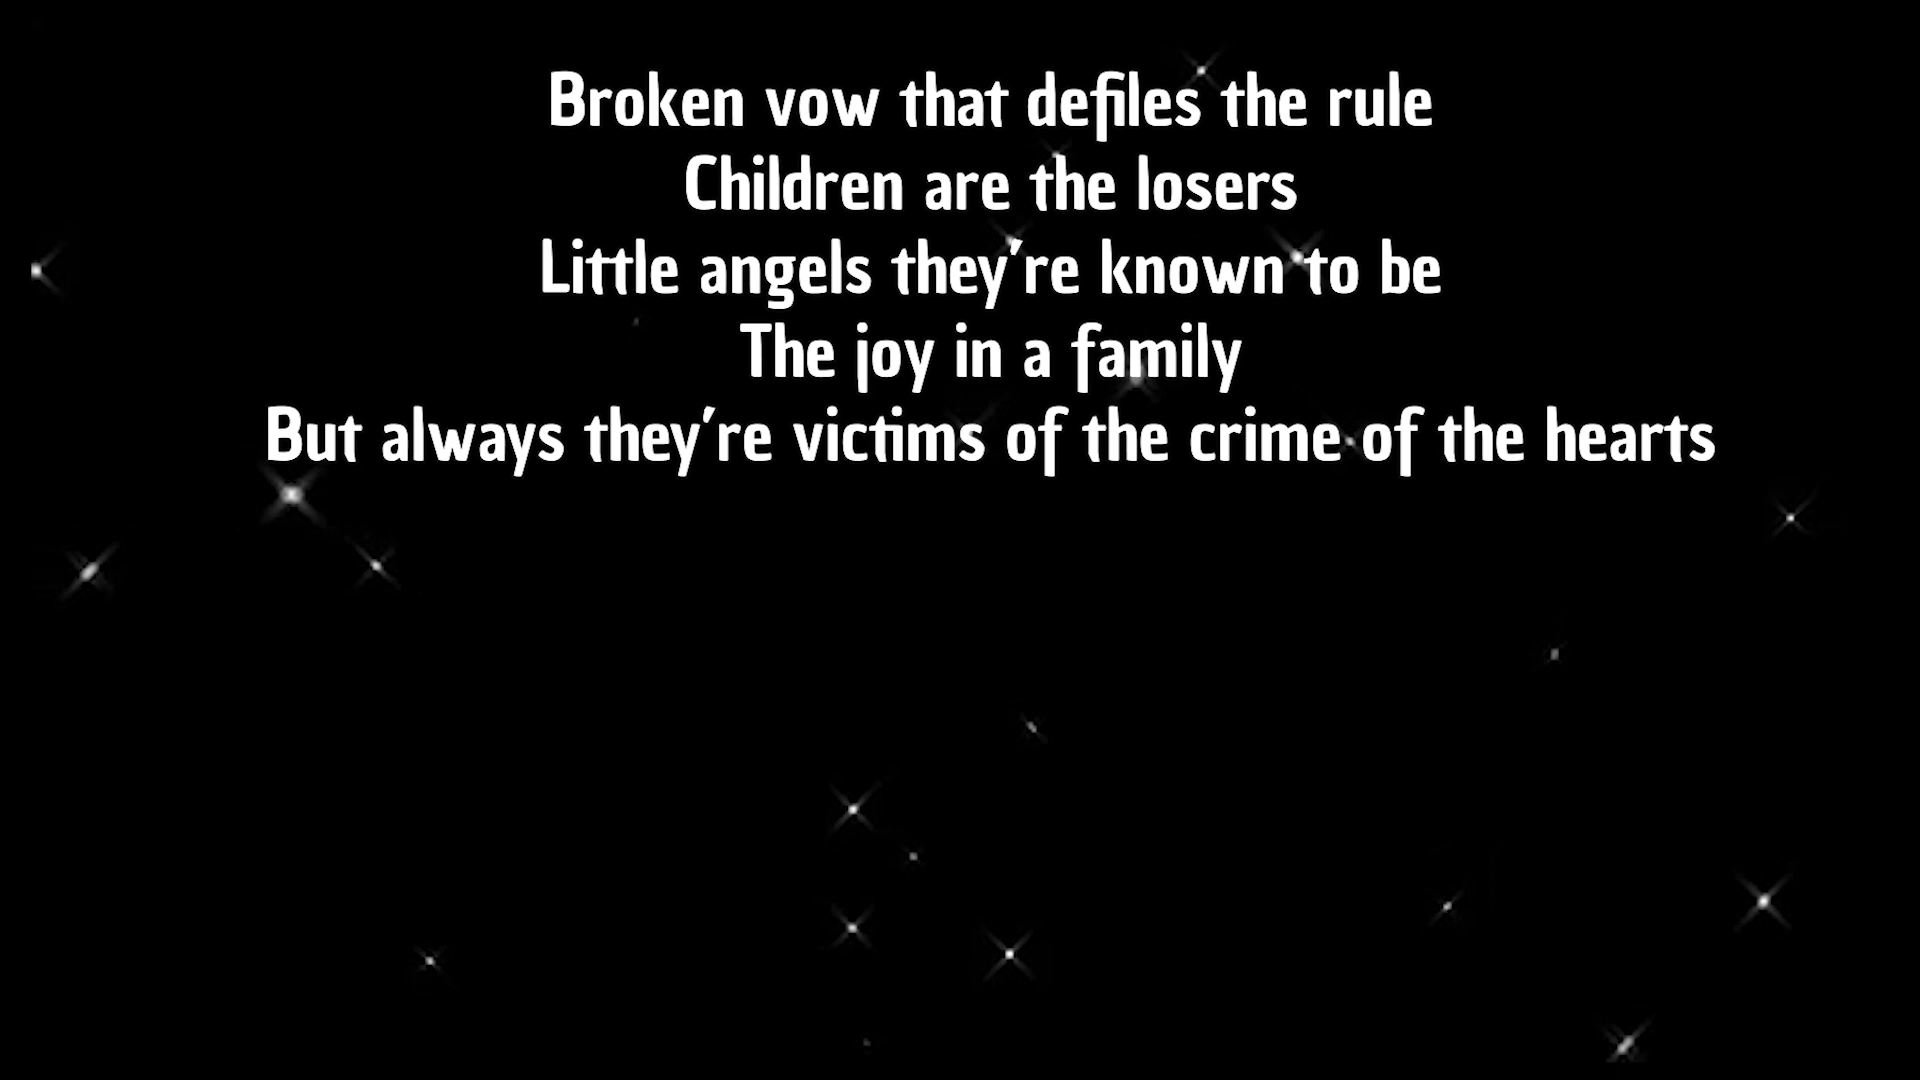 Broken vow that defiles the rule
Children are the losers
Little angels they're known to be
The joy in a family
But always they're victims of the crime of the hearts